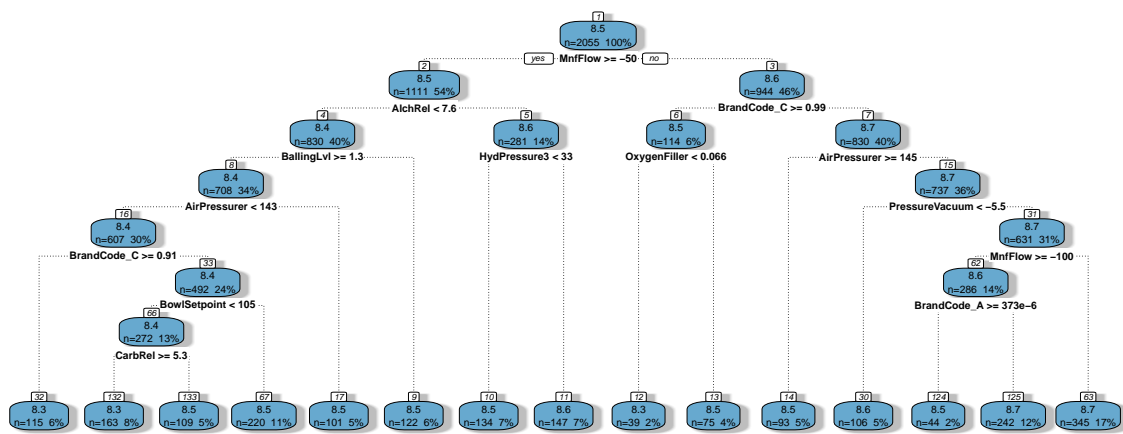 1
8.5
n=2055 100%
yes MnfFlow >= −50 no
2
8.5
n=1111 54%
AlchRel < 7.6
3
8.6
n=944 46%
BrandCode_C >= 0.99
4
8.4
n=830 40%
BallingLvl >= 1.3
5
8.6
n=281 14%
HydPressure3 < 33
6
8.5
n=114 6%
OxygenFiller < 0.066
7
8.7
n=830 40%
AirPressurer >= 145
8
8.4
n=708 34%
AirPressurer < 143
15
8.7
n=737 36%
PressureVacuum < −5.5
16
8.4
n=607 30%
BrandCode_C >= 0.91
31
8.7
n=631 31%
MnfFlow >= −100
33
8.4
n=492 24%
BowlSetpoint < 105
62
8.6
n=286 14%
BrandCode_A >= 373e−6
66
8.4
n=272 13%
CarbRel >= 5.3
32
8.3
n=115 6%
132
8.3
n=163 8%
133
8.5
n=109 5%
67
8.5
n=220 11%
17
8.5
n=101 5%
9
8.5
n=122 6%
10
8.5
n=134 7%
11
8.6
n=147 7%
12
8.3
n=39 2%
13
8.5
n=75 4%
14
8.5
n=93 5%
30
8.6
n=106 5%
124
8.5
n=44 2%
125
8.7
n=242 12%
63
8.7
n=345 17%